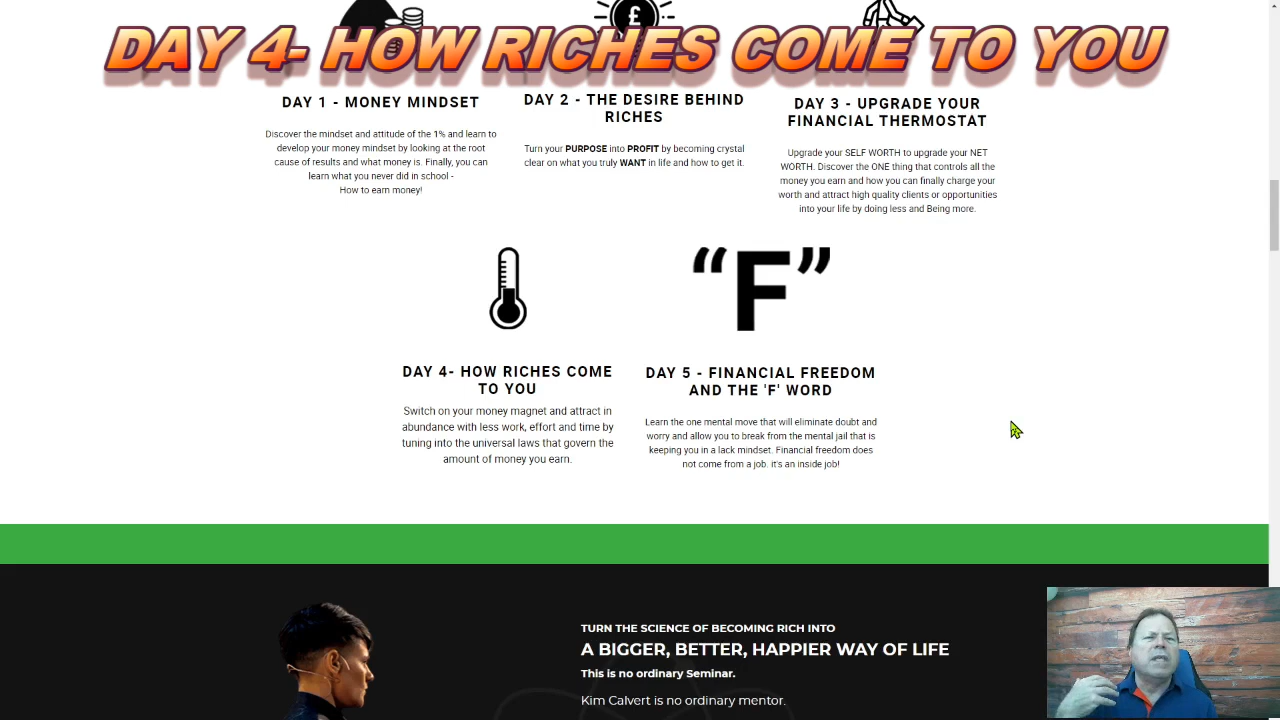 £
DAY 4- HOW RICHES COME TO YOU
DAY 1 - MONEY MINDSET
Discover the mindset and attitude of the 1% and learn to
develop your money mindset by looking at the root
cause of results and what money is. Finally, you can
learn what you never did in school -
How to earn money!
DAY 2 - THE DESIRE BEHIND
RICHES
Turn your PURPOSE into PROFIT by becoming crystal
clear on what you truly WANT in life and how to get it.
DAY 3 - UPGRADE YOUR
FINANCIAL THERMOSTAT
Upgrade your SELF WORTH to upgrade your NET
WORTH. Discover the ONE thing that controls all the
money you earn and how you can finally charge your
worth and attract high quality clients or opportunities
into your life by doing less and Being more.
“F”
DAY 4- HOW RICHES COME
TO YOU
Switch on your money magnet and attract in
abundance with less work, effort and time by
tuning into the universal laws that govern the
amount of money you earn.
DAY 5 - FINANCIAL FREEDOM
AND THE 'F' WORD
Learn the one mental move that will eliminate doubt and
worry and allow you to break from the mental jail that is
keeping you in a lack mindset. Financial freedom does
not come from a job. it's an inside job!
TURN THE SCIENCE OF BECOMING RICH INTO
A BIGGER, BETTER, HAPPIER WAY OF LIFE
This is no ordinary Seminar.
Kim Calvert is no ordinary mentor.